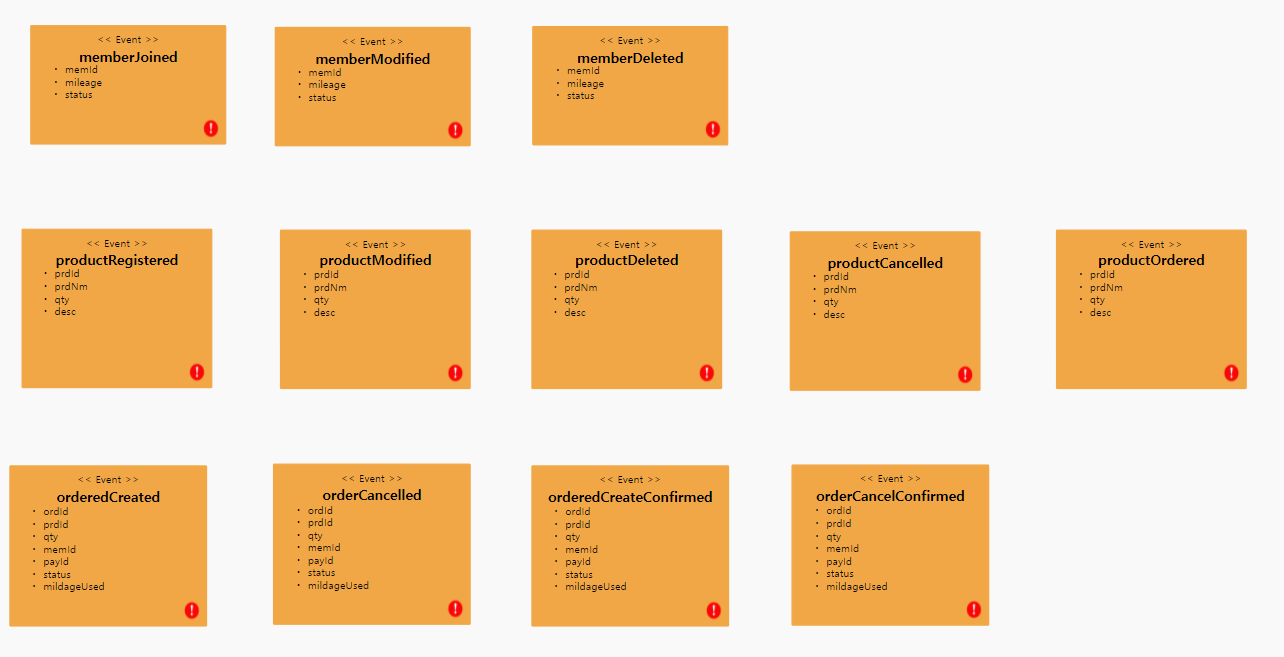 << Event >>
memberJoined
· memId
· mileage
· status
<< Event >>
memberModified
· memId
· mileage
· status
<< Event >>
memberDeleted
· memId
· mileage
· status
<< Event >>
productRegistered
· prdId
· prdNm
· qty
· desc
<< Event >>
productModified
· prdId
· prdNm
· qty
· desc
<< Event >>
productDeleted
· prdId
· prdNm
· qty
· desc
<< Event >>
productCancelled
· prdId
· prdNm
· qty
· desc
<< Event >>
productOrdered
· prdId
· prdNm
· qty
· desc
<< Event >>
orderedCreated
· ordId
· prdId
· qty
· memId
· payId
· status
· mildageUsed
<< Event >>
orderCancelled
· ordId
· prdId
· qty
· memId
· payId
· status
· mildageUsed
<< Event >>
orderedCreateConfirmed
· ordId
· prdId
· qty
· memId
· payId
· status
· mildageUsed
<< Event >>
orderCancelConfirmed
· ordId
· prdId
· qty
· memId
· payId
· status
· mildageUsed